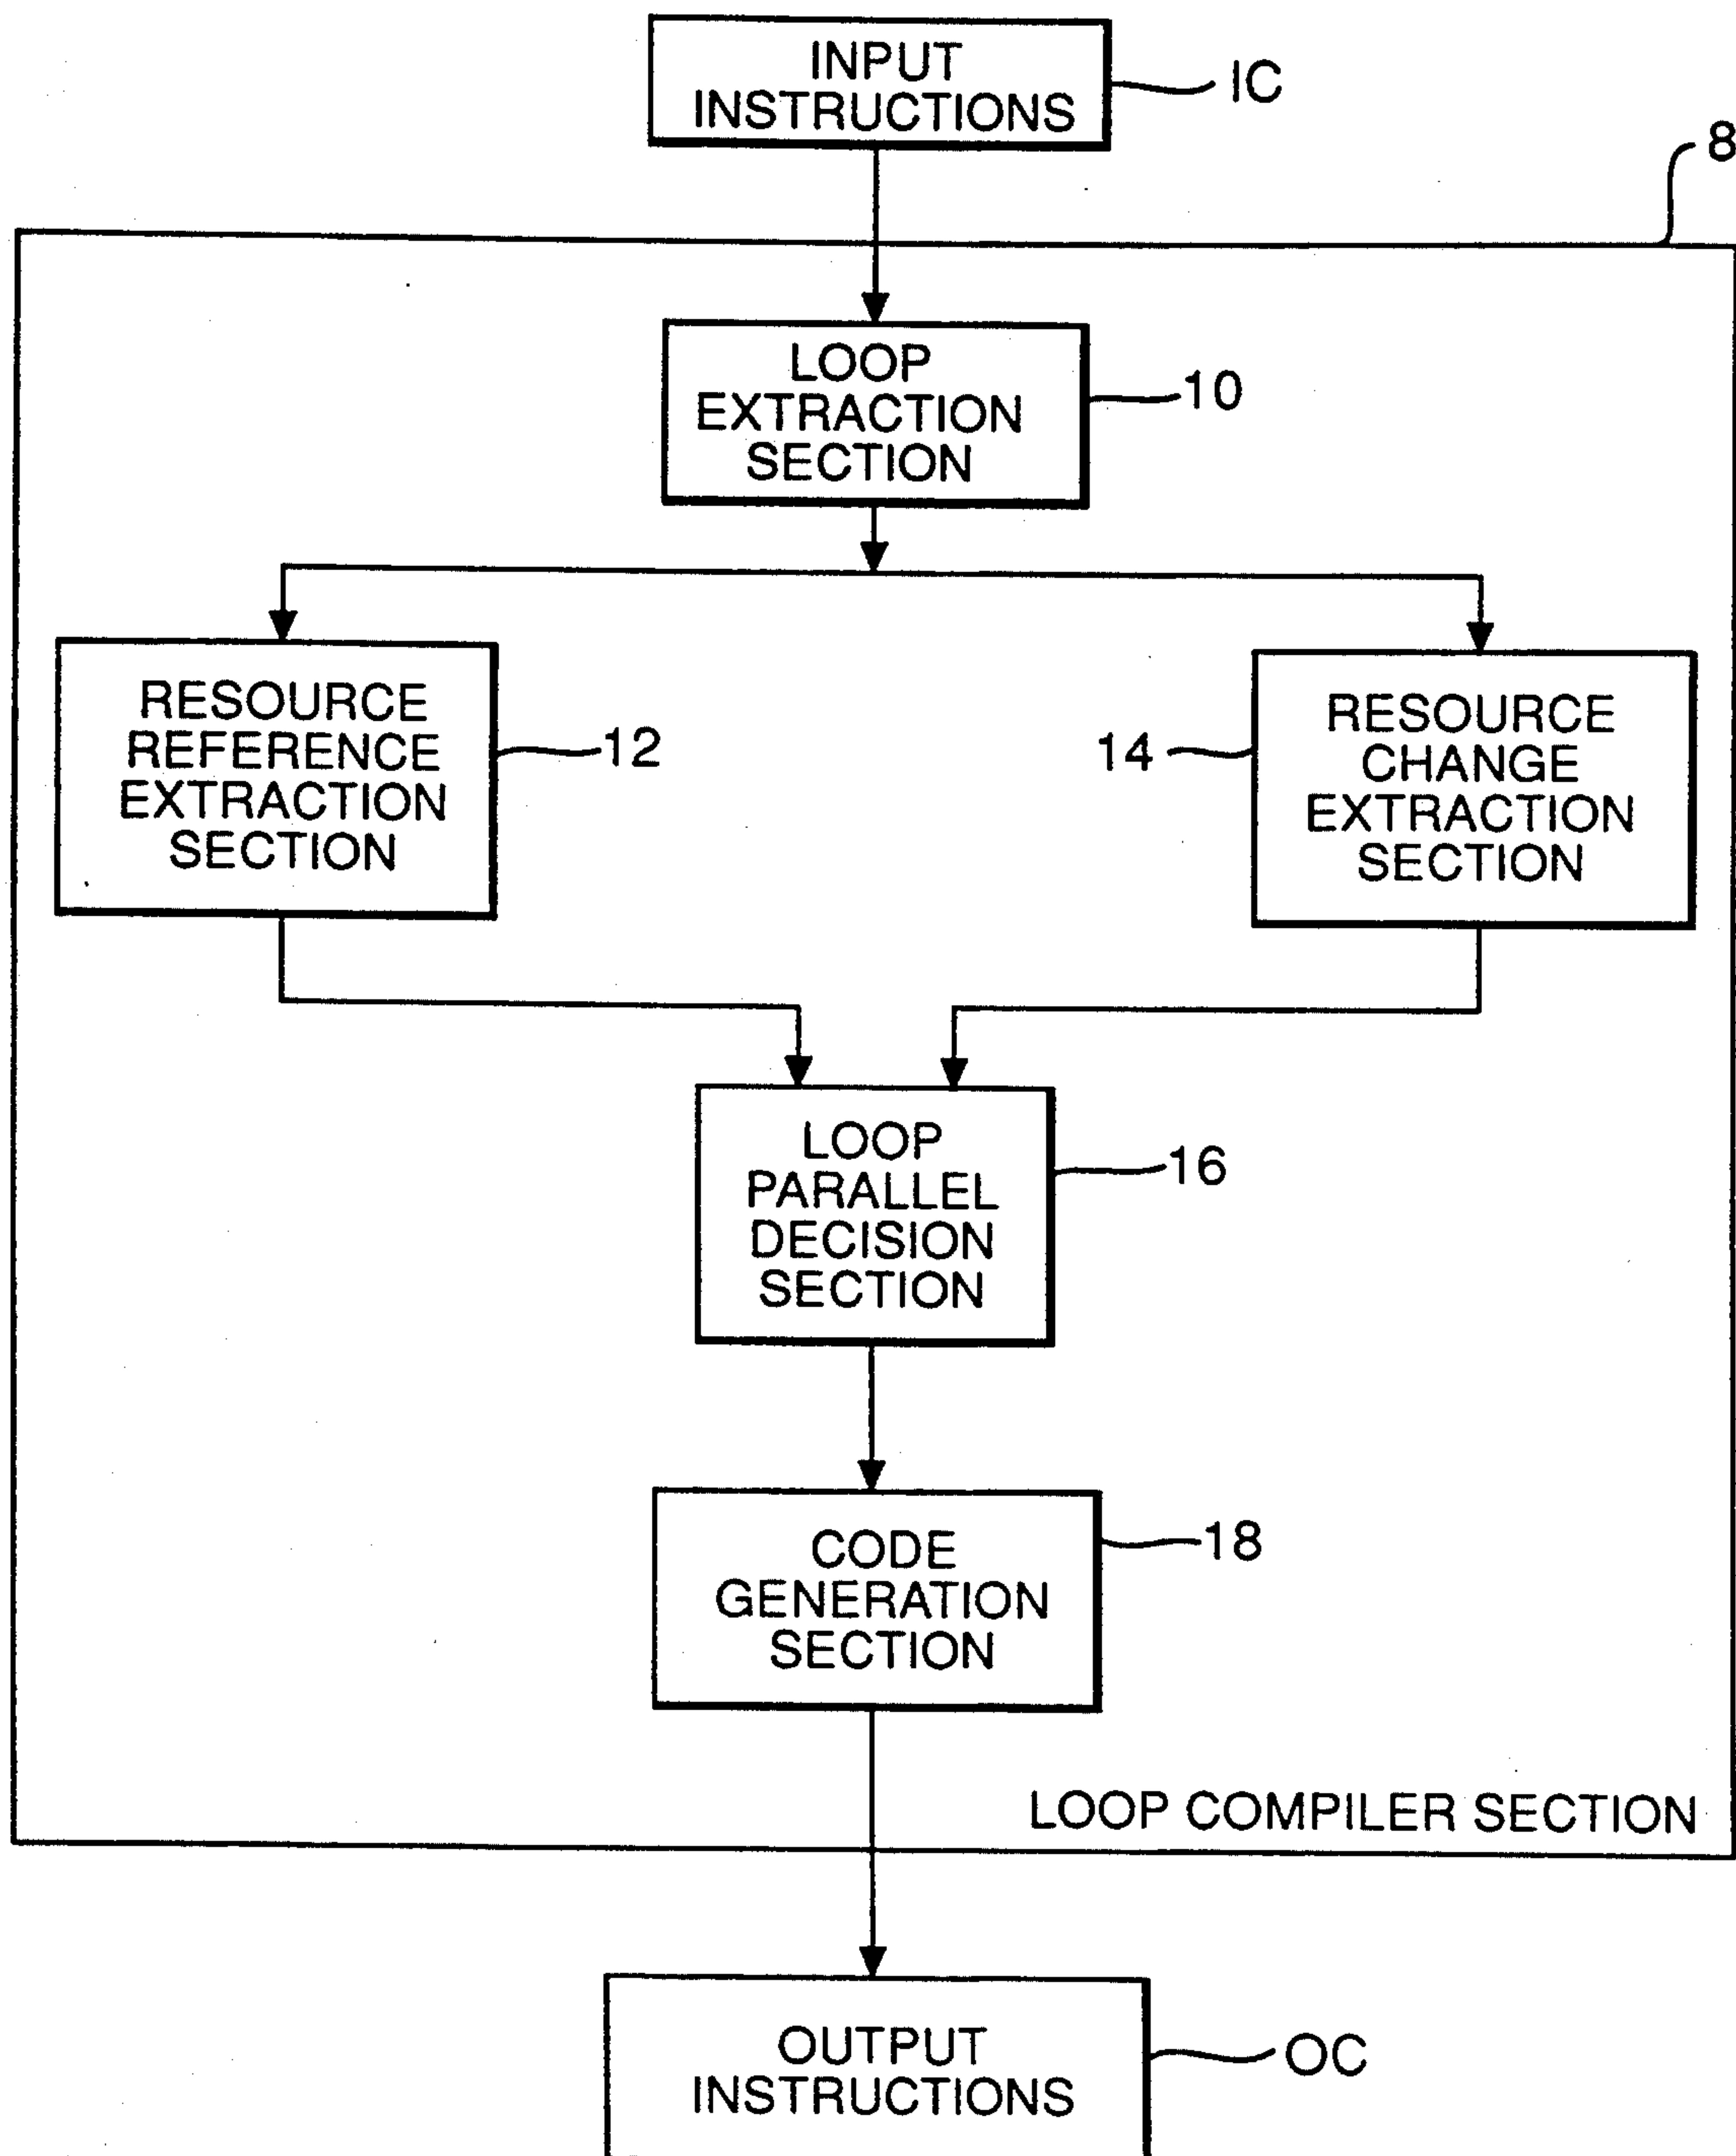 INPUT
INSTRUCTIONS
IC
8
LOOP
EXTRACTION
SECTION
10
RESOURCE
REFERENCE
EXTRACTION
SECTION
12
14
RESOURCE
CHANGE
EXTRACTION
SECTION
LOOP
PARALLEL
DECISION
SECTION
16
CODE
GENERATION
SECTION
18
LOOP COMPILER SECTION
OUTPUT
INSTRUCTIONS
OC